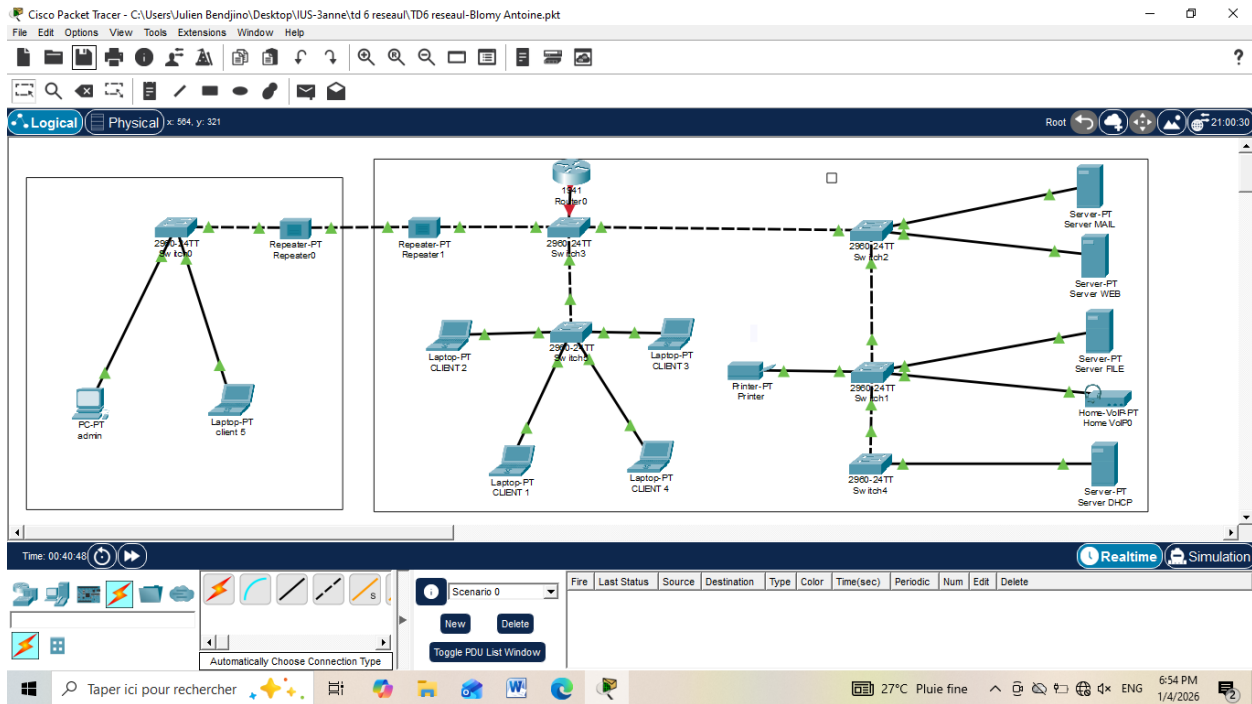 Cisco Packet Tracer - C:\Users\Julien Bendjino\Desktop\IUS-3anne\td 6 reseaul\TD6 reseaul-Blomy Antoine.pkt
File Edit Options View Tools Extensions Window Help
?
Logical Physical x: 564, y: 321 Root 21:00:30
1941
Router0
2960-24TT
Switch0
Repeater-PT
Repeater0
Repeater-PT
Repeater1
2960-24TT
Switch3
2960-24TT
Switch2
Server-PT
Server MAIL
Server-PT
Server WEB
Laptop-PT
CLIENT 2
2960-24TT
Switch5
Laptop-PT
CLIENT 3
Printer-PT
Printer
2960-24TT
Switch1
Server-PT
Server FILE
Home-VoIP-PT
Home VoIP0
PC-PT
admin
Laptop-PT
client 5
Laptop-PT
CLIENT 1
Laptop-PT
CLIENT 4
2960-24TT
Switch4
Server-PT
Server DHCP
Time: 00:40:48 Realtime Simulation
Scenario 0
New Delete
Toggle PDU List Window
Fire Last Status Source Destination Type Color Time(sec) Periodic Num Edit Delete
S
Automatically Choose Connection Type
Taper ici pour rechercher
27°C Pluie fine ENG 6:54 PM
1/4/2026
2